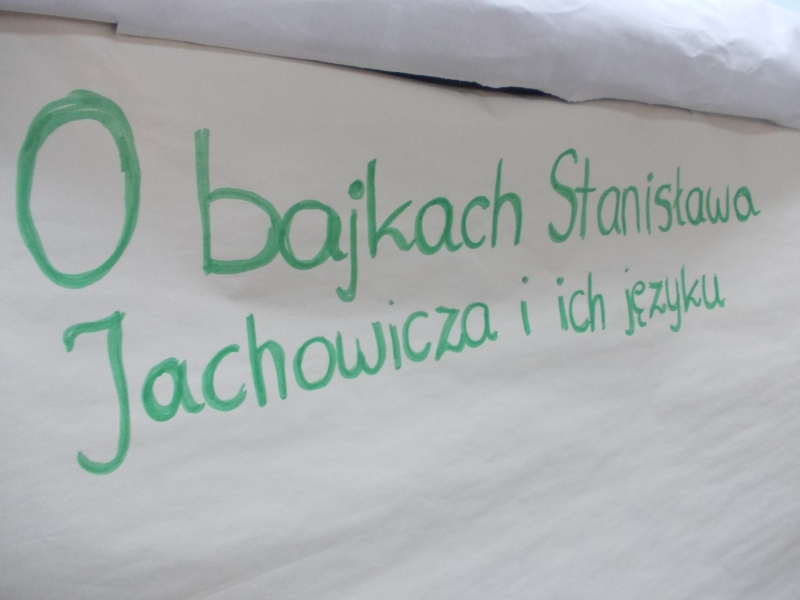 O bajkach Stanisława
Jachowicza i ich języku